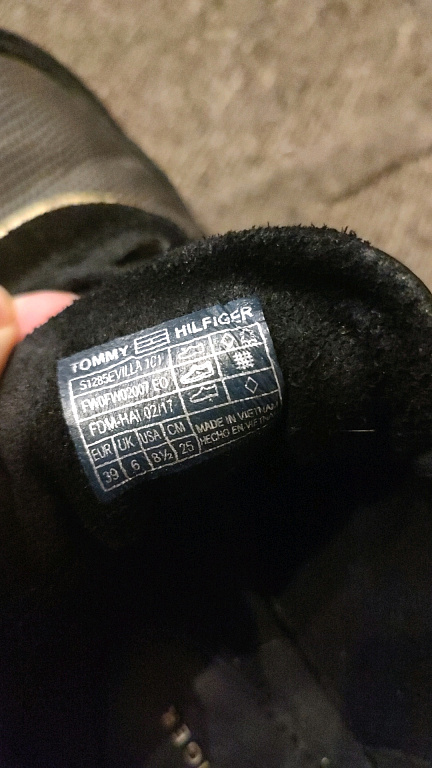 TOMMY HILFIGER
S1285EVILLA 1C1
FW0FW02007 FO
FDM-HAI 02/17
EUR UK USA CM
39 6 8½ 25
MADE IN VIETNAM
HECHO EN VIETNAM